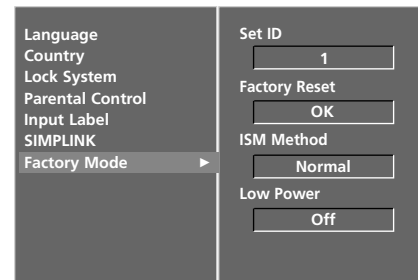 Language
Country
Lock System
Parental Control
Input Label
SIMPLINK
Factory Mode ►
Set ID
1
Factory Reset
OK
ISM Method
Normal
Low Power
Off